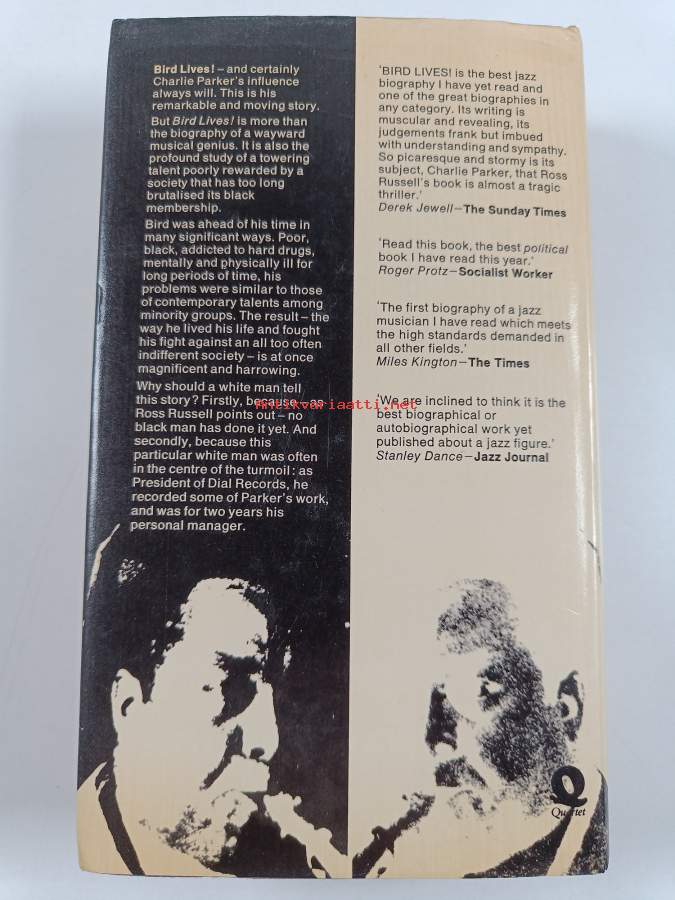 Bird Lives! – and certainly
Charlie Parker's influence
always will. This is his
remarkable and moving story.
But Bird Lives! is more than
the biography of a wayward
musical genius. It is also the
profound study of a towering
talent poorly rewarded by a
society that has too long
brutalised its black
membership.
Bird was ahead of his time in
many significant ways. Poor,
black, addicted to hard drugs,
mentally and physically ill for
long periods of time, his
problems were similar to those
of contemporary talents among
minority groups. The result – the
way he lived his life and fought
his fight against an all too often
indifferent society – is at once
magnificent and harrowing.
Why should a white man tell
this story? Firstly, because – as
Ross Russell points out – no
black man has done it yet. And
secondly, because this
particular white man was often
in the centre of the turmoil: as
President of Dial Records, he
recorded some of Parker's work,
and was for two years his
personal manager.
'BIRD LIVES! is the best jazz
biography I have yet read and
one of the great biographies in
any category. Its writing is
muscular and revealing, its
judgements frank but imbued
with understanding and sympathy.
So picaresque and stormy is its
subject, Charlie Parker, that Ross
Russell's book is almost a tragic
thriller.'
Derek Jewell – The Sunday Times
'Read this book, the best political
book I have read this year.'
Roger Protz – Socialist Worker
'The first biography of a jazz
musician I have read which meets
the high standards demanded in
all other fields.'
Miles Kington – The Times
'We are inclined to think it is the
best biographical or
autobiographical work yet
published about a jazz figure.'
Stanley Dance – Jazz Journal
Quartet
antikvariaatti.net